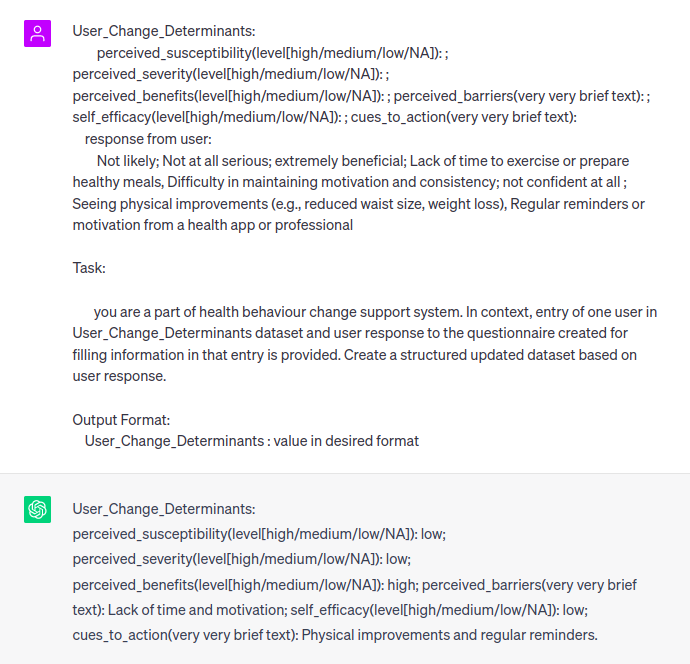 User_Change_Determinants:
perceived_susceptibility(level[high/medium/low/NA]): ;
perceived_severity(level[high/medium/low/NA]): ;
perceived_benefits(level[high/medium/low/NA]): ; perceived_barriers(very very brief text): ;
self_efficacy(level[high/medium/low/NA]): ; cues_to_action(very very brief text):
response from user:
Not likely; Not at all serious; extremely beneficial; Lack of time to exercise or prepare
healthy meals, Difficulty in maintaining motivation and consistency; not confident at all ;
Seeing physical improvements (e.g., reduced waist size, weight loss), Regular reminders or
motivation from a health app or professional
Task:
you are a part of health behaviour change support system. In context, entry of one user in
User_Change_Determinants dataset and user response to the questionnaire created for
filling information in that entry is provided. Create a structured updated dataset based on
user response.
Output Format:
User_Change_Determinants : value in desired format
User_Change_Determinants:
perceived_susceptibility(level[high/medium/low/NA]): low;
perceived_severity(level[high/medium/low/NA]): low;
perceived_benefits(level[high/medium/low/NA]): high; perceived_barriers(very very brief
text): Lack of time and motivation; self_efficacy(level[high/medium/low/NA]): low;
cues_to_action(very very brief text): Physical improvements and regular reminders.